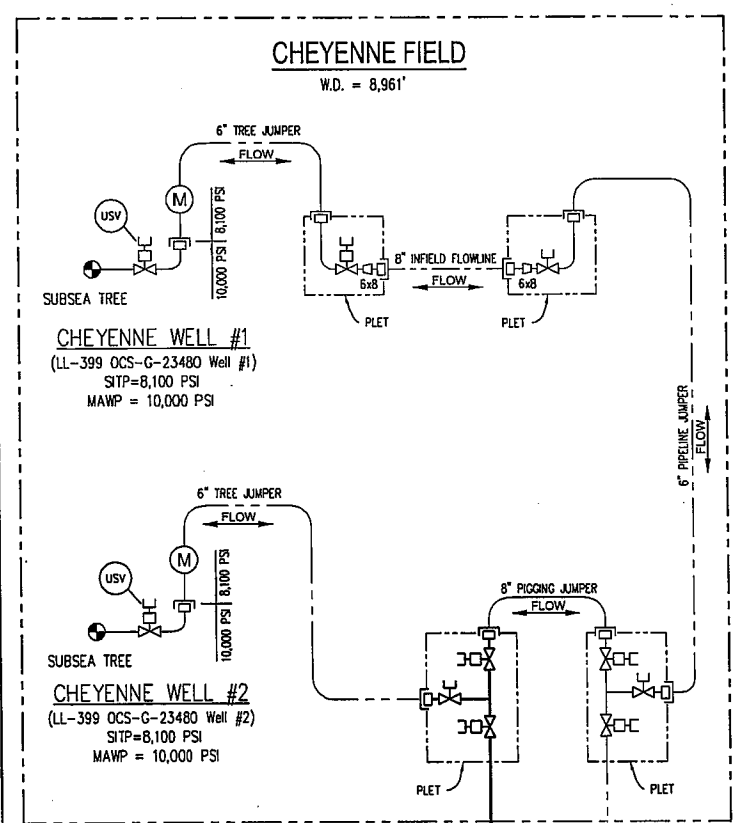 CHEYENNE FIELD
W.D. = 8,961'
6" TREE JUMPER
FLOW
USV
M
8,100 PSI
10,000 PSI
SUBSEA TREE
8" INFIELD FLOWLINE
FLOW
6x8
6x8
PLET
PLET
CHEYENNE WELL #1
(LL-399 OCS-G-23480 Well #1)
SITP=8,100 PSI
MAWP = 10,000 PSI
6" PIPELINE JUMPER
FLOW
6" TREE JUMPER
FLOW
USV
M
8,100 PSI
10,000 PSI
SUBSEA TREE
8" PIGGING JUMPER
FLOW
CHEYENNE WELL #2
(LL-399 OCS-G-23480 Well #2)
SITP=8,100 PSI
MAWP = 10,000 PSI
PLET
PLET